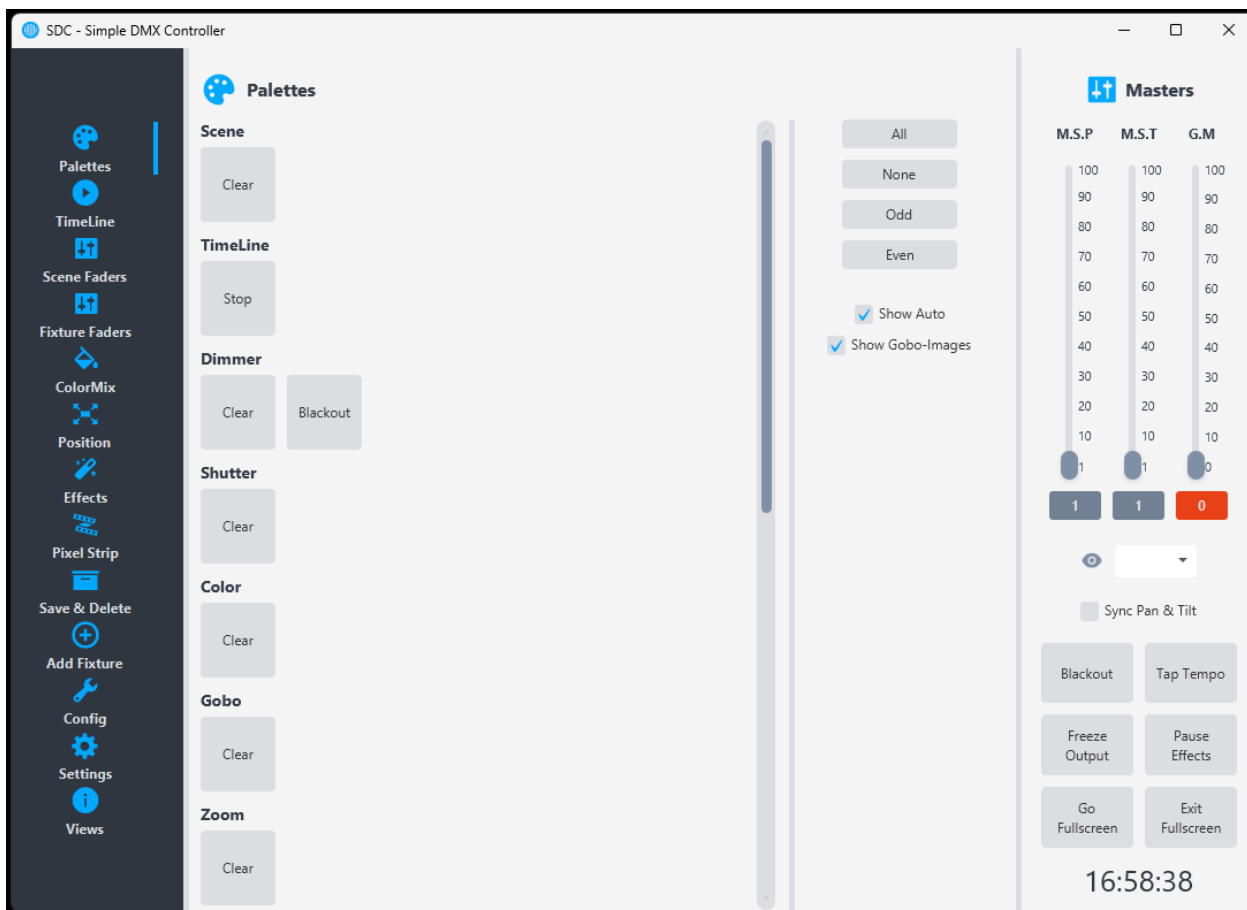 SDC - Simple DMX Controller
Palettes
TimeLine
Scene Faders
Fixture Faders
ColorMix
Position
Effects
Pixel Strip
Save & Delete
Add Fixture
Config
Settings
Views
Palettes
Scene
Clear
TimeLine
Stop
Dimmer
Clear Blackout
Shutter
Clear
Color
Clear
Gobo
Clear
Zoom
Clear
All
None
Odd
Even
Show Auto
Show Gobo-Images
Masters
M.S.P M.S.T G.M
100 100 100
90 90 90
80 80 80
70 70 70
60 60 60
50 50 50
40 40 40
30 30 30
20 20 20
10 10 10
1 1 0
1 1 0
Sync Pan & Tilt
Blackout Tap Tempo
Freeze Pause
Output Effects
Go Exit
Fullscreen Fullscreen
16:58:38